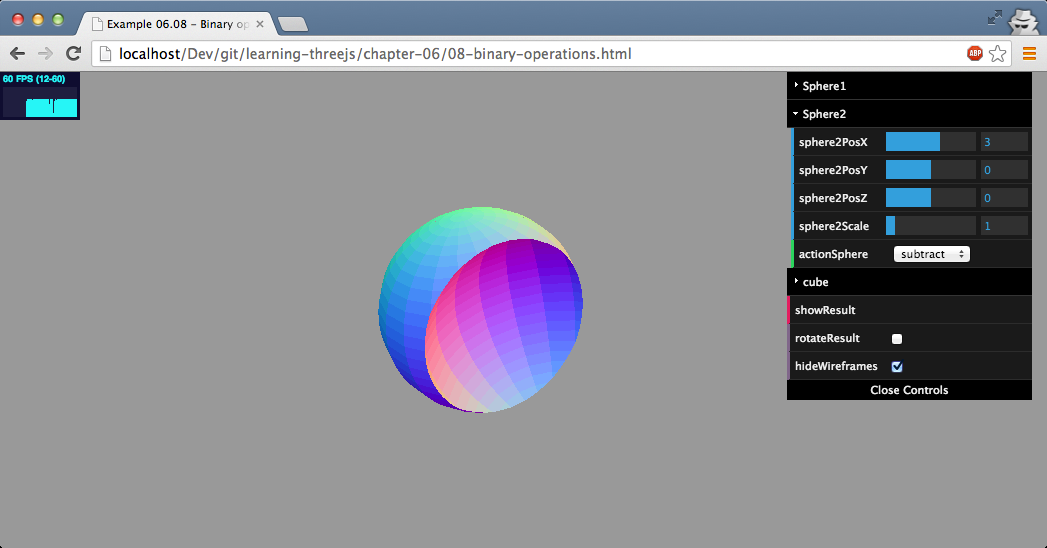 Example 06.08 – Binary op
localhost/Dev/git/learning-threejs/chapter-06/08-binary-operations.html
ABP
60 FPS (12-60)
Sphere1
Sphere2
sphere2PosX 3
sphere2PosY 0
sphere2PosZ 0
sphere2Scale 1
actionSphere subtract
cube
showResult
rotateResult
hideWireframes
Close Controls